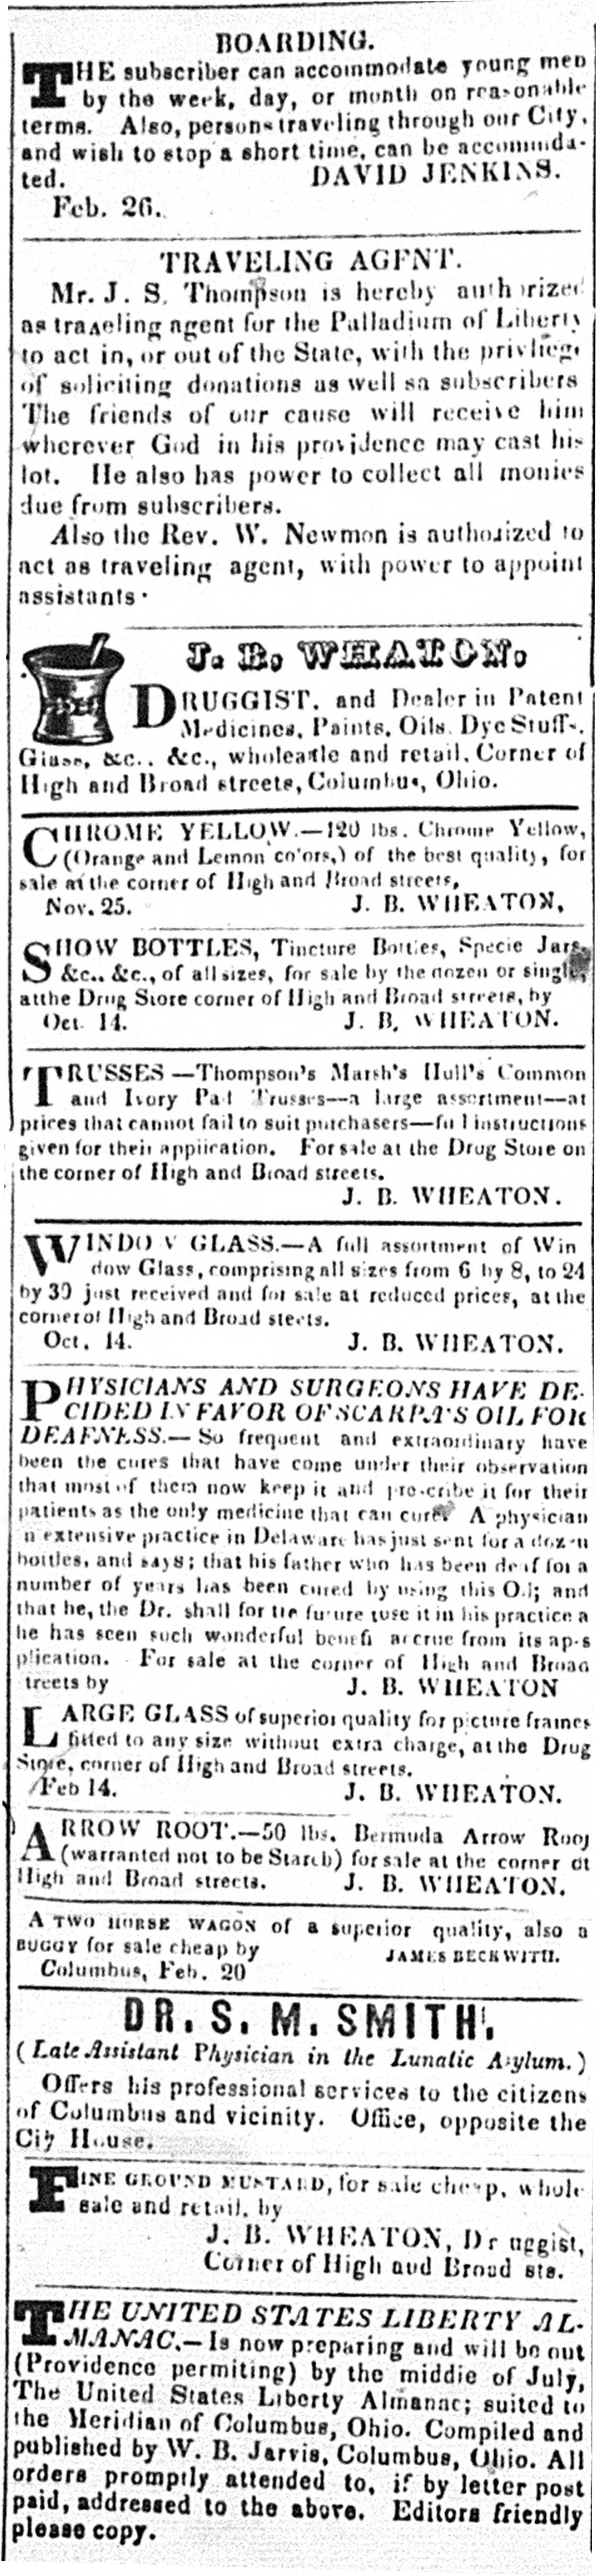 BOARDING.
THE subscriber can accommodate young men
by the week, day, or month on reasonable
terms. Also, persons traveling through our City,
and wish to stop a short time, can be accommda-
ted. DAVID JENKINS.
Feb. 26.
TRAVELING AGENT.
Mr. J. S. Thompson is hereby authorized
as traveling agent for the Palladium of Liberty
to act in, or out of the State, with the privliege
of soliciting donations as well sa subscribers
The friends of our cause will receive him
wherever God in his providence may cast his
lot. He also has power to collect all monies
due from subscribers.
Also the Rev. W. Newmon is authorized to
act as traveling agent, with power to appoint
assistants.
J. B. WHEATON.
DRUGGIST. and Dealer in Patent
Medicines, Paints, Oils. Dye Stuffs,
Glass, &c.. &c., wholeastle and retail. Corner of
High and Broad streets, Columbus, Ohio.
CHROME YELLOW.—120 lbs. Chrome Yellow,
(Orange and Lemon co'ors,) of the best quality, for
sale at the corner of High and Broad streets,
Nov. 25. J. B. WHEATON,
SHOW BOTTLES, Tincture Bottles, Specie Jars,
&c.. &c., of all sizes, for sale by the dozen or single,
at the Drug Store corner of High and Broad streets, by
Oct. 14. J. B, WHEATON.
TRUSSES—Thompson's Marsh's Hull's Common
and Ivory Pad Trusses—a large assortment—at
prices that cannot fail to suit purchasers—full instructions
given for their appiication. For sale at the Drug Store on
the corner of High and Broad streets.
J. B. WHEATON.
WINDOW GLASS.—A full assortment of Win
dow Glass, comprising all sizes from 6 by 8, to 24
by 30 just received and for sale at reduced prices, at the
corner of High and Broad steets.
Oct. 14. J. B. WHEATON.
PHYSICIANS AND SURGEONS HAVE DE-
CIDED IN FAVOR OF SCARPA'S OIL FOR
DEAFNESS.—So frequent and extraordinary have
been the cures that have come under their observation
that most of them now keep it and prescribe it for their
patients as the only medicine that can cure. A physician
n extensive practice in Delaware has just sent for a dozen
bottles, and says; that his father who has been deaf for a
number of years has been cured by using this Oil; and
that he, the Dr. shall for the future tuse it in his practice a
he has seen such wonderful benefi accrue from its ap-s
plication. For sale at the corner of High and Broad
treets by J. B. WHEATON
LARGE GLASS of superior quality for picture frames
fitted to any size without extra charge, at the Drug
Store, corner of High and Broad streets.
Feb 14. J. B. WHEATON.
ARROW ROOT.—50 lbs. Bermuda Arrow Rooj
(warranted not to be Starch) for sale at the corner ot
High and Broad streets. J. B. WHEATON.
A TWO HORSE WAGON of a superior quality, also a
BUGGY for sale cheap by JAMES BECKWITH.
Columbus, Feb. 20
DR. S. M. SMITH.
(Late Assistant Physician in the Lunatic Asylum.)
Offers his professional services to the citizens
of Columbus and vicinity. Office, opposite the
City House.
FINE GROUND MUSTARD, for sale cheap, whole
sale and retail, by
J. B. WHEATON, Druggist,
Corner of High and Broad sts.
THE UNITED STATES LIBERTY AL-
MANAC.—Is now preparing and will be out
(Providence permiting) by the middle of July,
The United States Liberty Almanac; suited to
the Meridian of Columbus, Ohio. Compiled and
published by W. B. Jarvis, Columbus, Ohio. All
orders promptly attended to, if by letter post
paid, addressed to the above. Editors friendly
please copy.